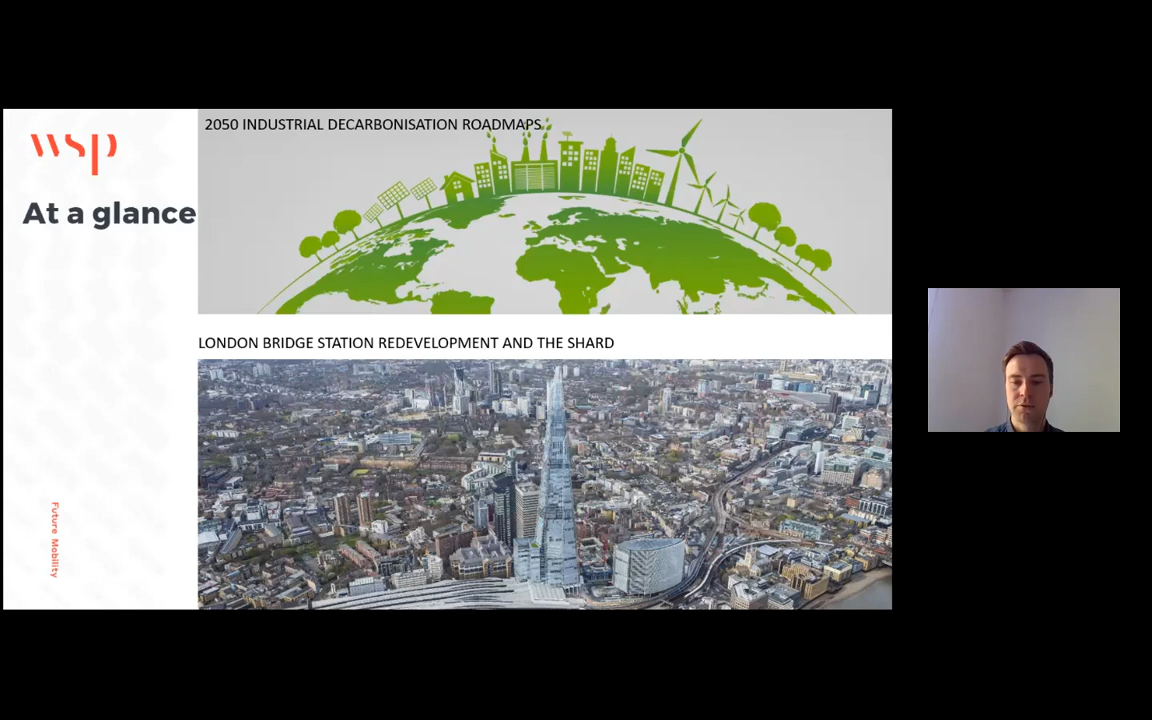 wsp
At a glance
2050 INDUSTRIAL DECARBONISATION ROADMAPS
LONDON BRIDGE STATION REDEVELOPMENT AND THE SHARD
Future Mobility